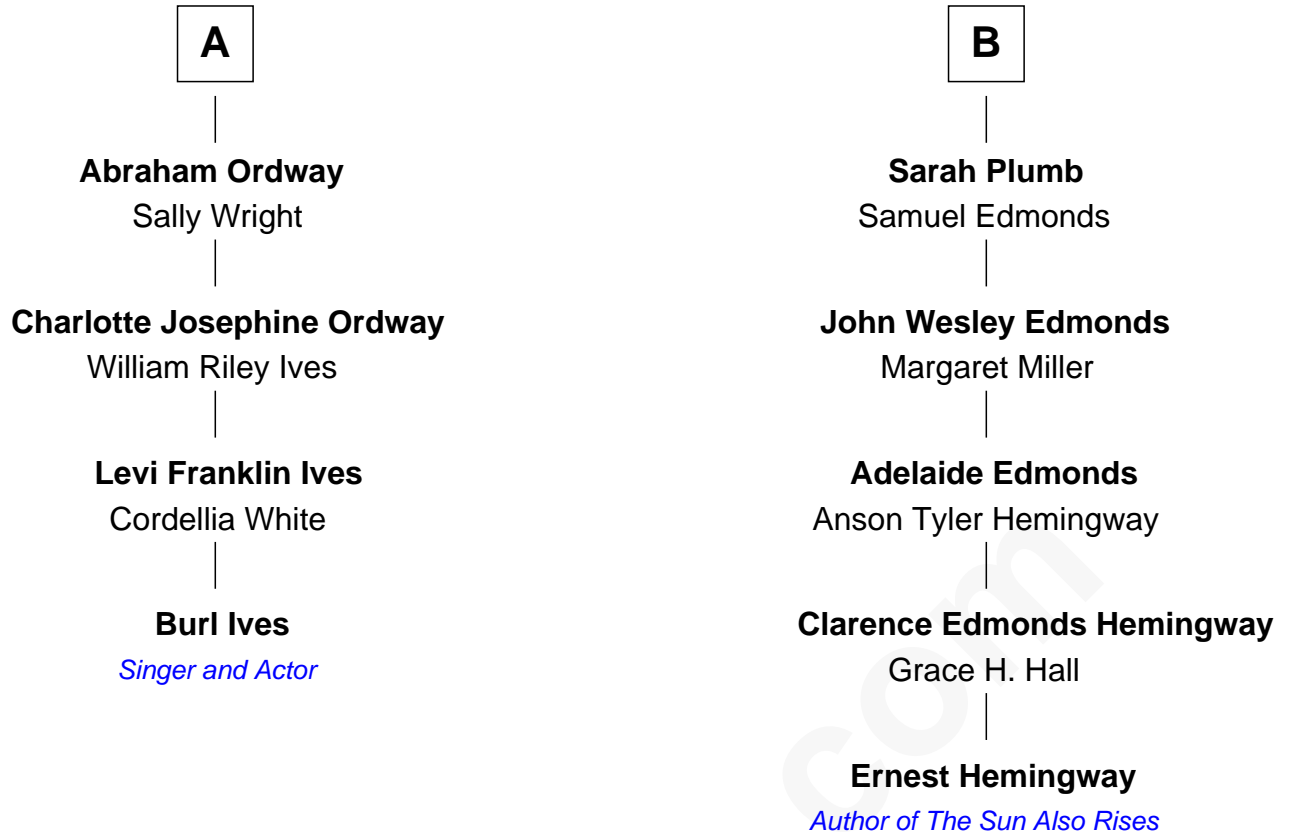 A
Abraham Ordway
Sally Wright
Charlotte Josephine Ordway
William Riley Ives
Levi Franklin Ives
Cordellia White
Burl Ives
Singer and Actor
B
Sarah Plumb
Samuel Edmonds
John Wesley Edmonds
Margaret Miller
Adelaide Edmonds
Anson Tyler Hemingway
Clarence Edmonds Hemingway
Grace H. Hall
Ernest Hemingway
Author of The Sun Also Rises
com